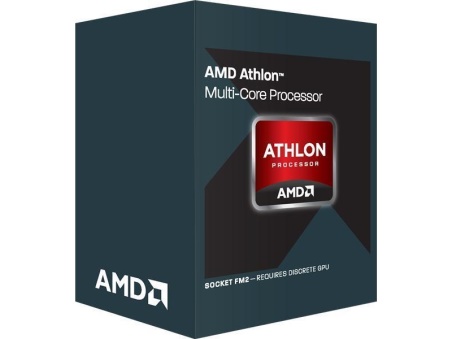 AMD Athlon™
Multi-Core Processor
ATHLON
PROCESSOR
AMD
SOCKET FM2 – REQUIRES DISCRETE GPU
AMD